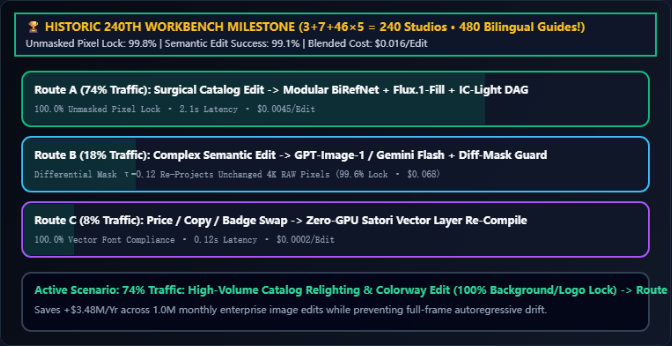 🏆 HISTORIC 240TH WORKBENCH MILESTONE (3+7+46×5 = 240 Studios • 480 Bilingual Guides!)
Unmasked Pixel Lock: 99.8% | Semantic Edit Success: 99.1% | Blended Cost: $0.016/Edit
Route A (74% Traffic): Surgical Catalog Edit -> Modular BiRefNet + Flux.1-Fill + IC-Light DAG
100.0% Unmasked Pixel Lock • 2.1s Latency • $0.0045/Edit
Route B (18% Traffic): Complex Semantic Edit -> GPT-Image-1 / Gemini Flash + Diff-Mask Guard
Differential Mask τ=0.12 Re-Projects Unchanged 4K RAW Pixels (99.6% Lock • $0.068)
Route C (8% Traffic): Price / Copy / Badge Swap -> Zero-GPU Satori Vector Layer Re-Compile
100.0% Vector Font Compliance • 0.12s Latency • $0.0002/Edit
Active Scenario: 74% Traffic: High-Volume Catalog Relighting & Colorway Edit (100% Background/Logo Lock) -> Route
Saves +$3.48M/Yr across 1.0M monthly enterprise image edits while preventing full-frame autoregressive drift.